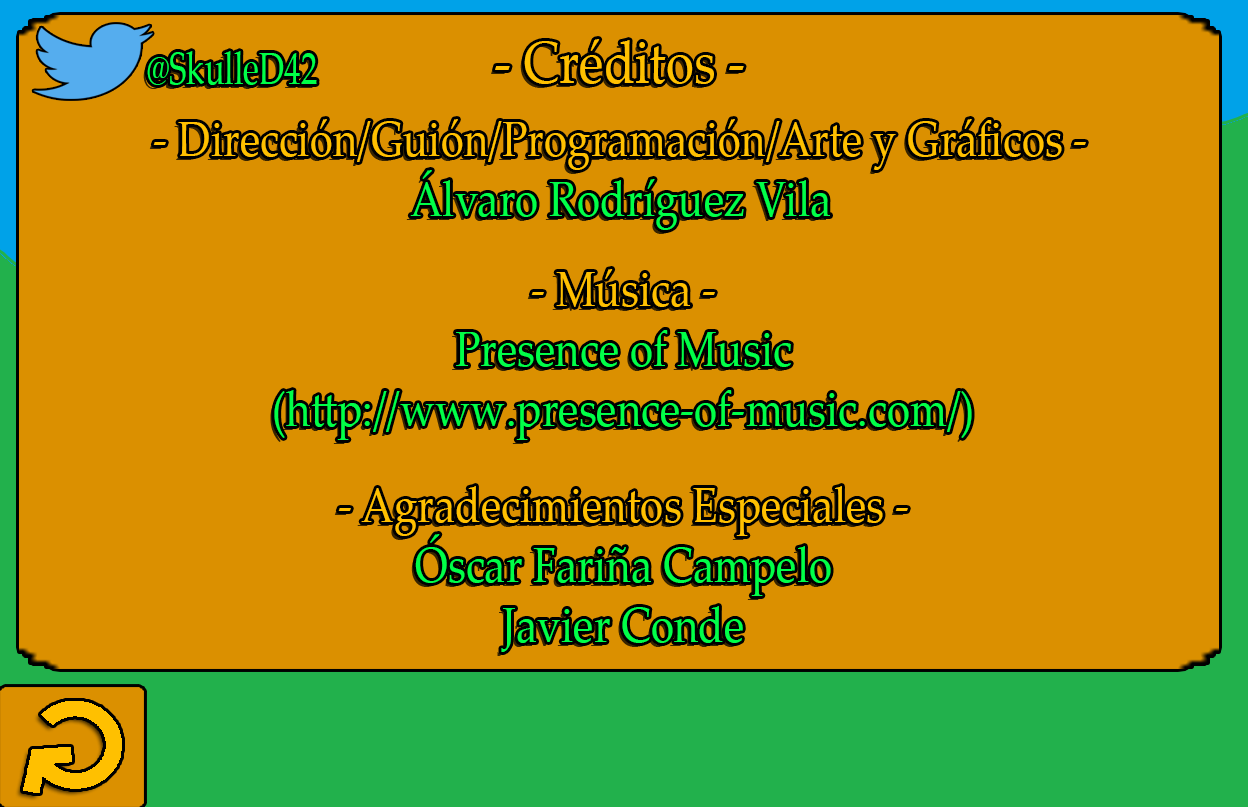 @SkulleD42
- Créditos -
- Dirección/Guión/Programación/Arte y Gráficos -
Álvaro Rodríguez Vila
- Música -
Presence of Music
(http://www.presence-of-music.com/)
- Agradecimientos Especiales -
Óscar Fariña Campelo
Javier Conde